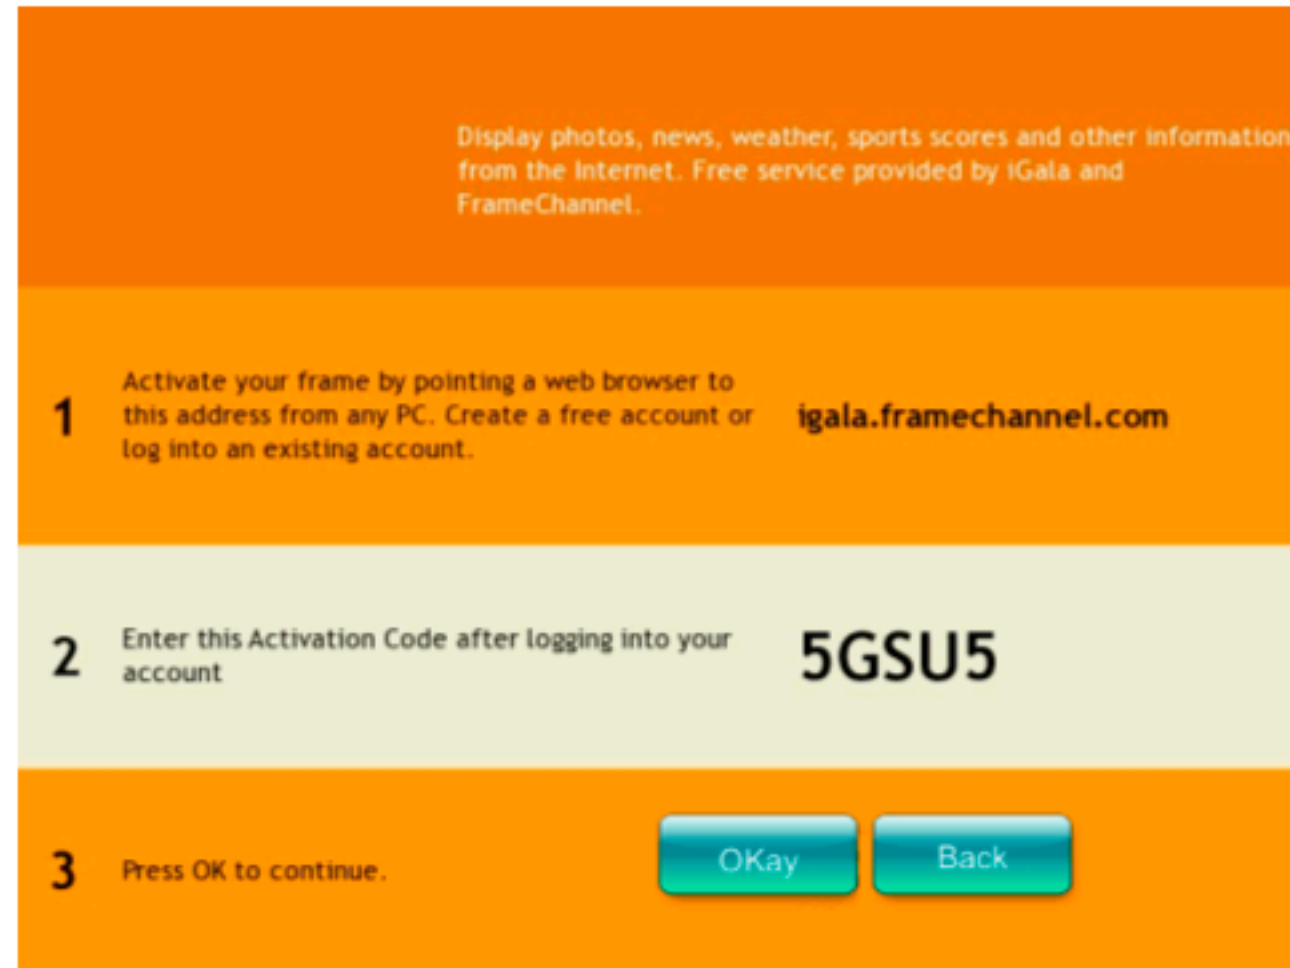 Display photos, news, weather, sports scores and other information
from the Internet. Free service provided by iGala and
FrameChannel.
1
Activate your frame by pointing a web browser to
this address from any PC. Create a free account or
log into an existing account.
igala.framechannel.com
2
Enter this Activation Code after logging into your
account
5GSU5
3
Press OK to continue.
OKay
Back